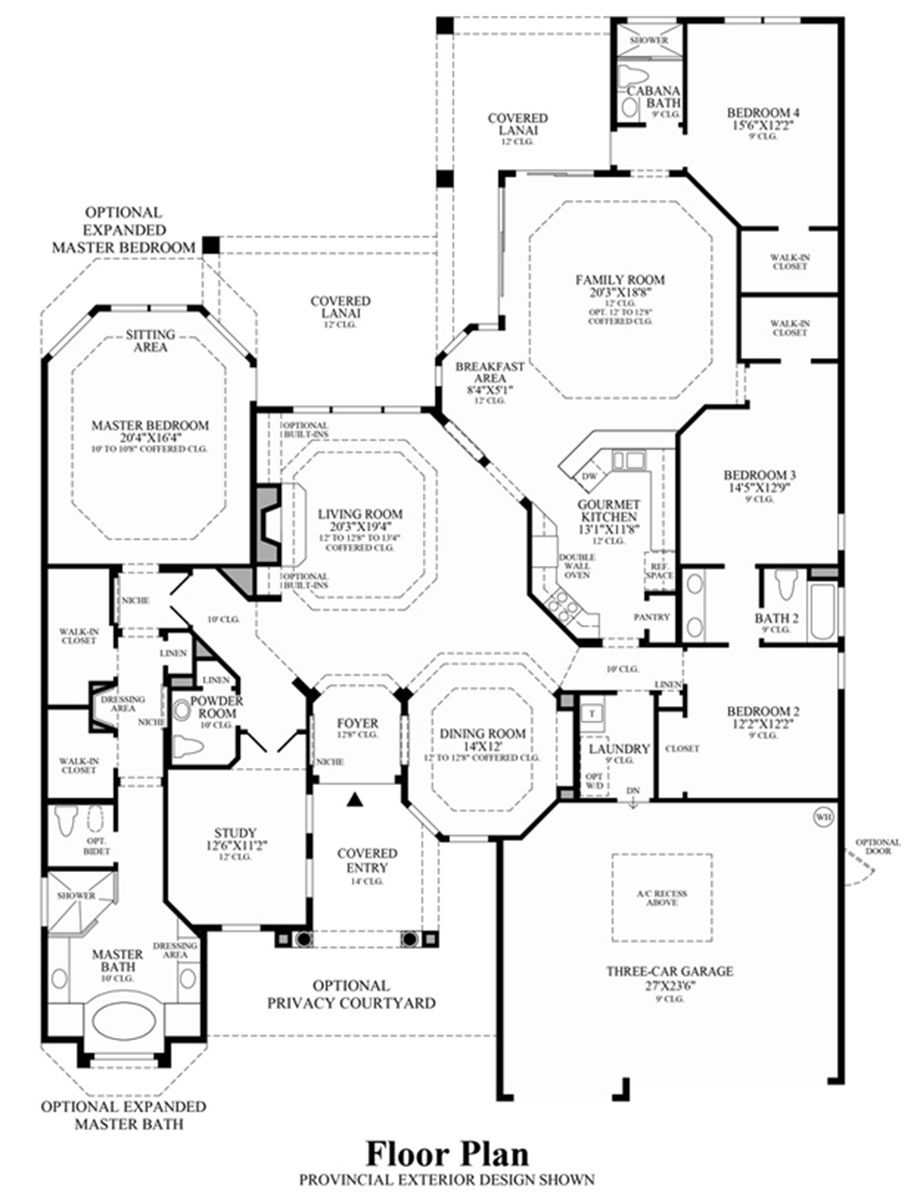 SHOWER
CABANA
BATH
9' CLG.
BEDROOM 4
15'6"X12'2"
9' CLG.
COVERED
LANAI
12' CLG.
OPTIONAL
EXPANDED
MASTER BEDROOM
WALK-IN
CLOSET
FAMILY ROOM
20'3"X18'8"
12' CLG.
OPT. 12' TO 12'8"
COFFERED CLG.
COVERED
LANAI
12' CLG.
WALK-IN
CLOSET
SITTING
AREA
BREAKFAST
AREA
8'4"X5'1"
12' CLG.
MASTER BEDROOM
20'4"X16'4"
10' TO 10'8" COFFERED CLG.
OPTIONAL
BUILT-INS
DW
BEDROOM 3
14'5"X12'9"
9' CLG.
LIVING ROOM
20'3"X19'4"
12' TO 12'8" TO 13'4"
COFFERED CLG.
GOURMET
KITCHEN
13'1"X11'8"
12' CLG.
DOUBLE
WALL
OVEN
REF.
SPACE
OPTIONAL
BUILT-INS
NICHE
10' CLG.
PANTRY
BATH 2
9' CLG.
WALK-IN
CLOSET
LINEN
LINEN
10' CLG.
LINEN
DRESSING
AREA
NICHE
POWDER
ROOM
10' CLG.
FOYER
12'8" CLG.
NICHE
DINING ROOM
14'X12'
12' TO 12'8" COFFERED CLG.
T
LAUNDRY
9' CLG.
OPT
W/D
DN
CLOSET
BEDROOM 2
12'2"X12'2"
9' CLG.
WALK-IN
CLOSET
OPT.
BIDET
STUDY
12'6"X11'2"
12' CLG.
COVERED
ENTRY
14' CLG.
WH
OPTIONAL
DOOR
SHOWER
A/C RECESS
ABOVE
MASTER
BATH
10' CLG.
DRESSING
AREA
THREE-CAR GARAGE
27'X23'6"
9' CLG.
OPTIONAL
PRIVACY COURTYARD
OPTIONAL EXPANDED
MASTER BATH
Floor Plan
PROVINCIAL EXTERIOR DESIGN SHOWN